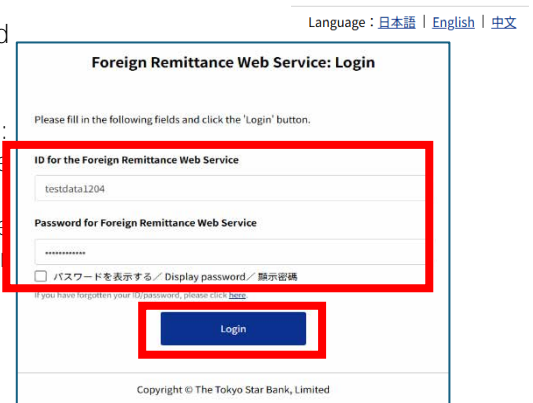 Language：日本語 | English | 中文
Foreign Remittance Web Service: Login
Please fill in the following fields and click the 'Login' button.
ID for the Foreign Remittance Web Service
testdata1204
Password for Foreign Remittance Web Service
••••••••••••
パスワードを表示する／ Display password／ 顯示密碼
If you have forgotten your ID/password, please click here.
Login
Copyright © The Tokyo Star Bank, Limited